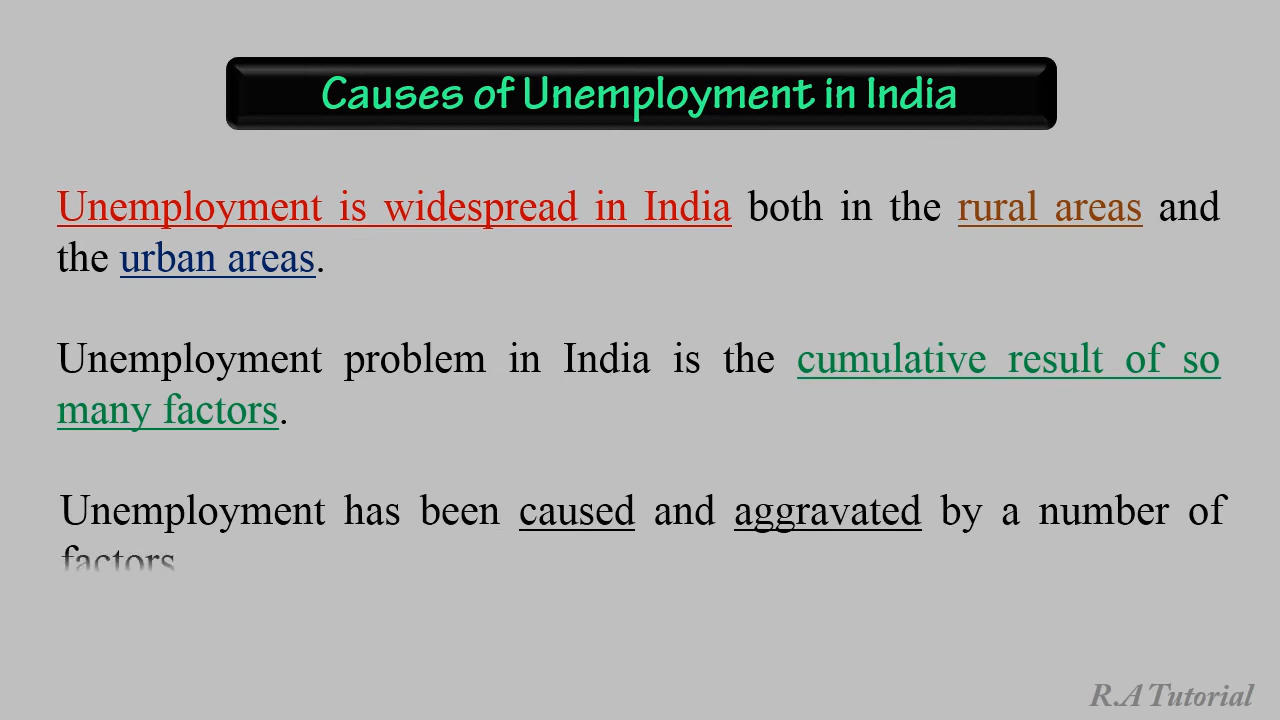 Causes of Unemployment in India
Unemployment is widespread in India both in the rural areas and
the urban areas.
Unemployment problem in India is the cumulative result of so
many factors.
Unemployment has been caused and aggravated by a number of
factors
R.A Tutorial